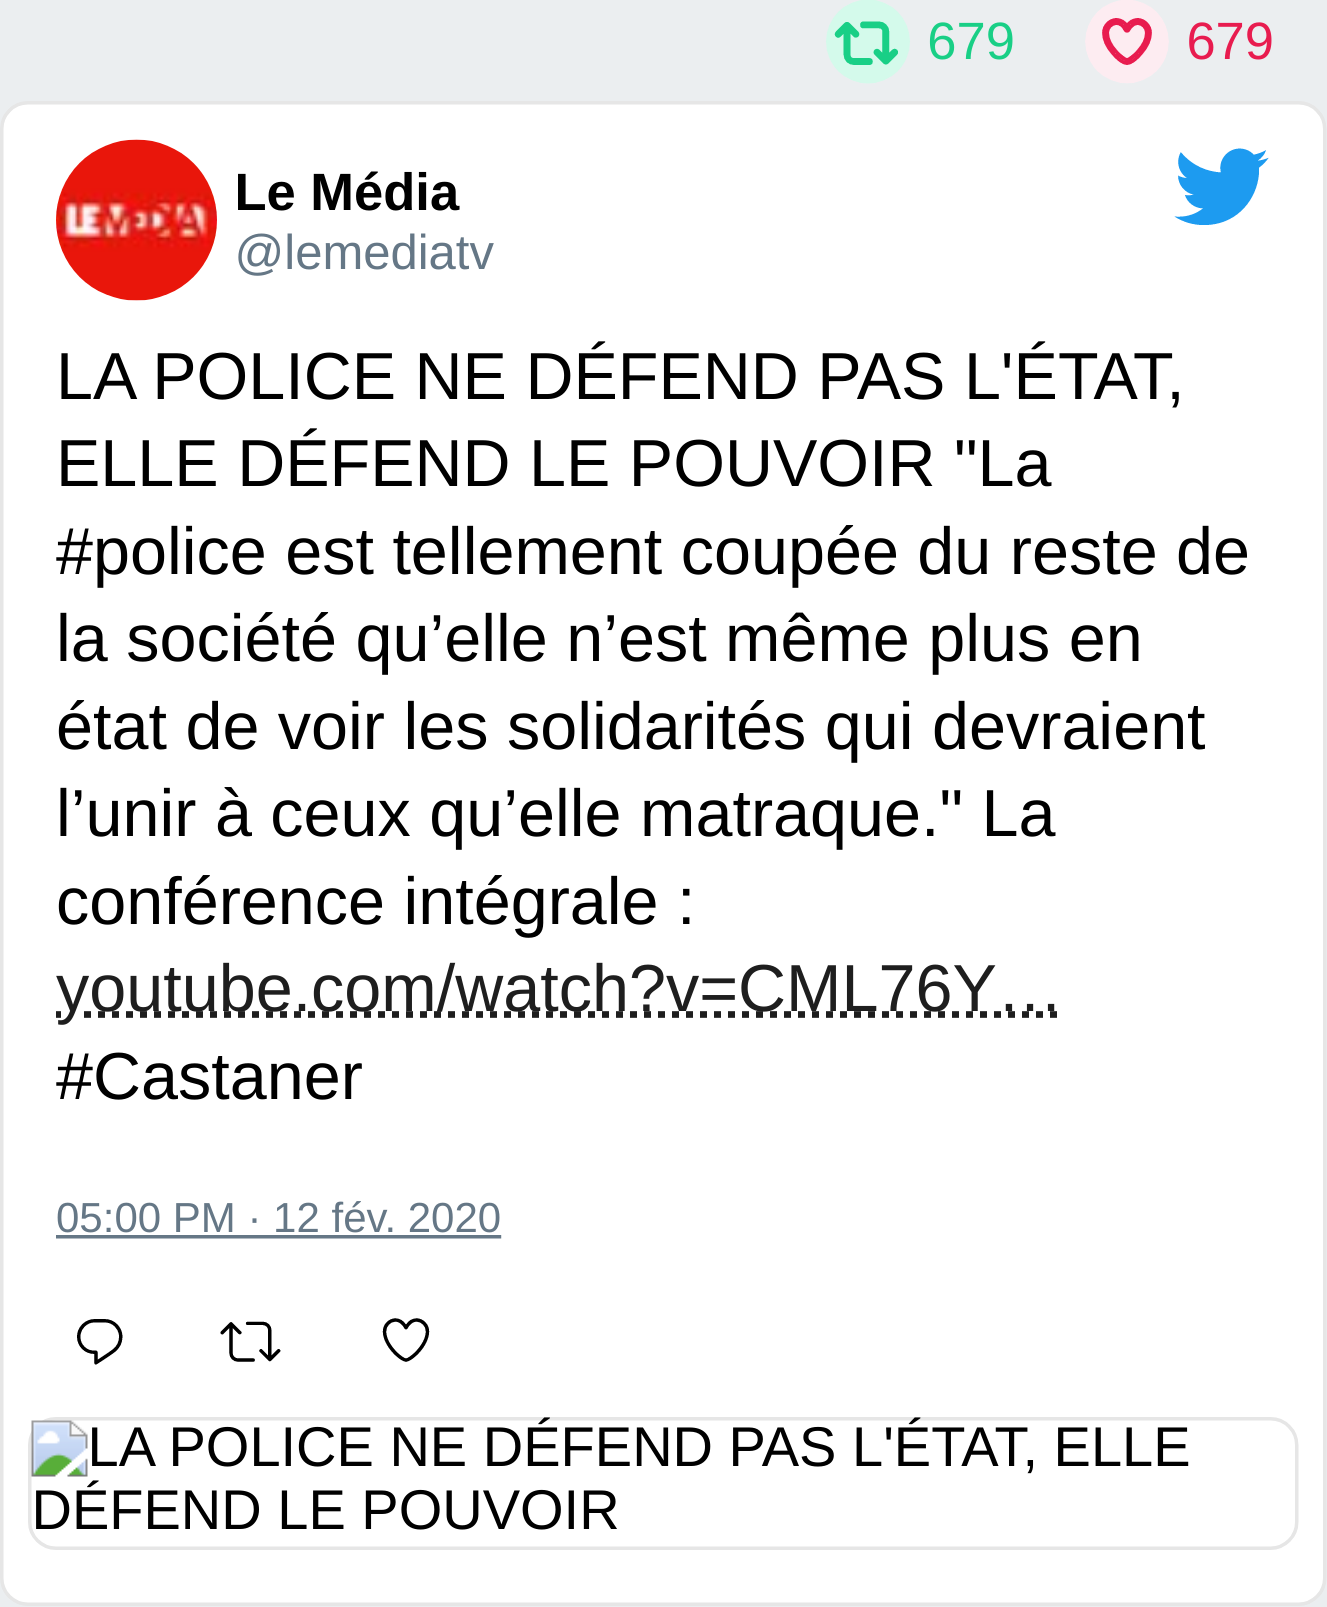 679 679
LE MEDIA
Le Média
@lemediatv
LA POLICE NE DÉFEND PAS L'ÉTAT,
ELLE DÉFEND LE POUVOIR "La
#police est tellement coupée du reste de
la société qu’elle n’est même plus en
état de voir les solidarités qui devraient
l’unir à ceux qu’elle matraque." La
conférence intégrale :
youtube.com/watch?v=CML76Y…
#Castaner
05:00 PM · 12 fév. 2020
LA POLICE NE DÉFEND PAS L'ÉTAT, ELLE
DÉFEND LE POUVOIR